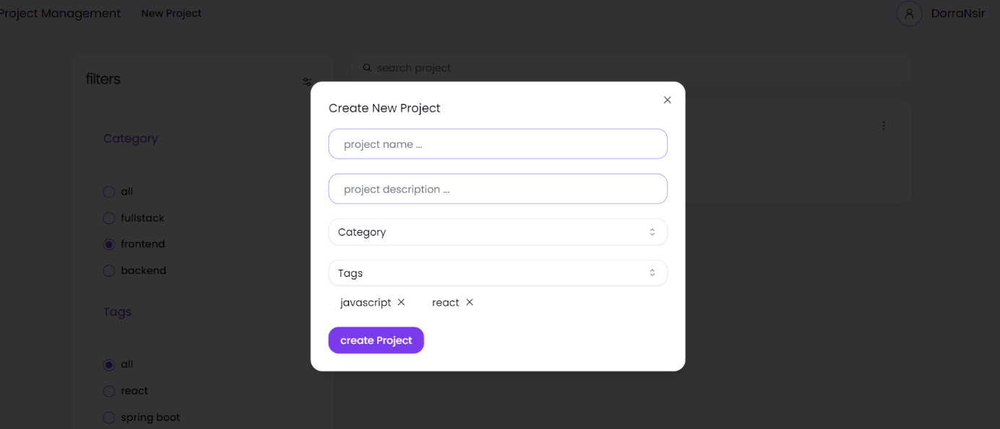 Project Management New Project DorraNsir
filters
search project
Category
all
fullstack
frontend
backend
Tags
all
react
spring boot
Create New Project
project name ...
project description ...
Category
Tags
javascript react
create Project